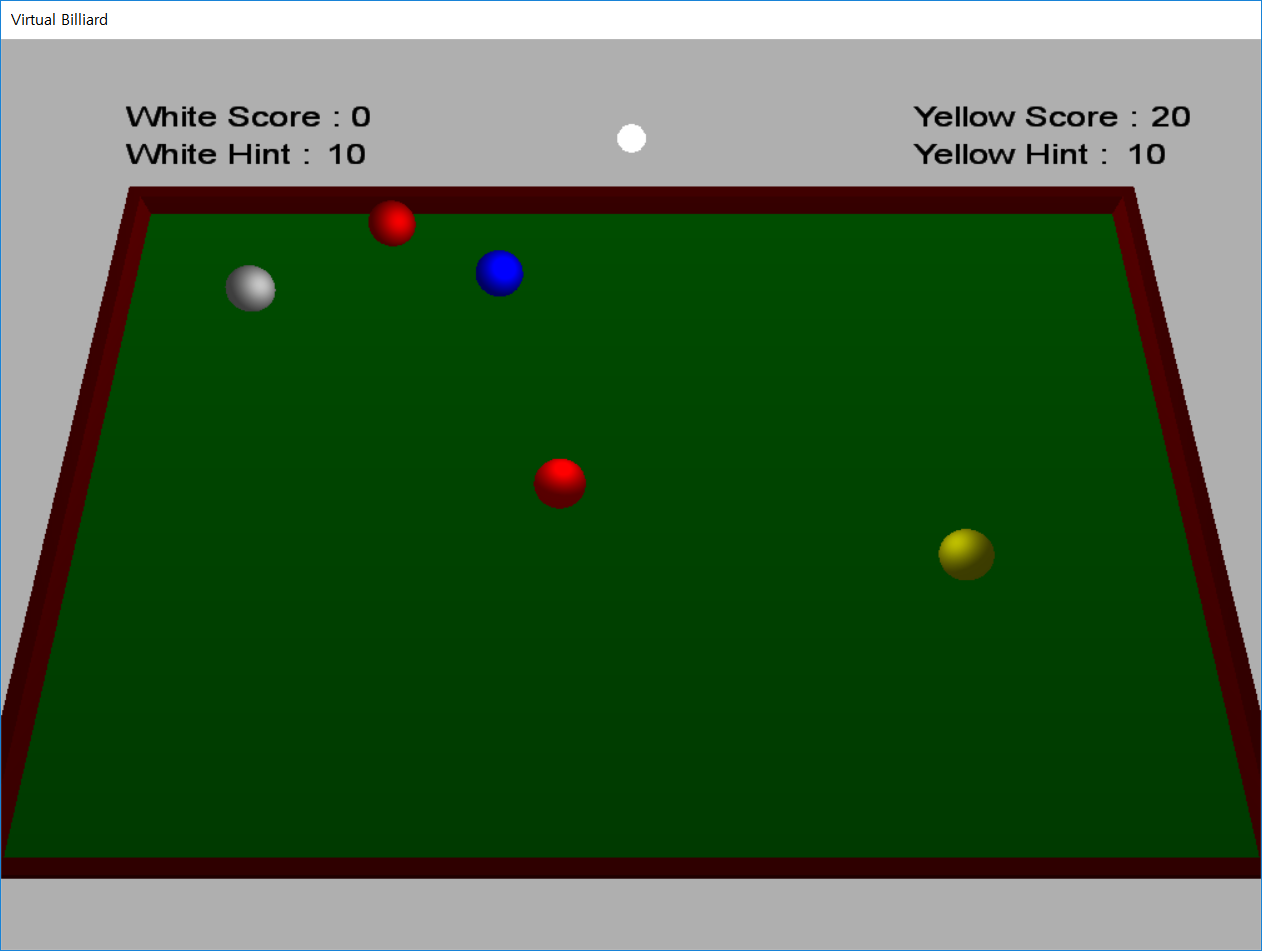 Virtual Billiard
White Score : 0
White Hint : 10
Yellow Score : 20
Yellow Hint : 10